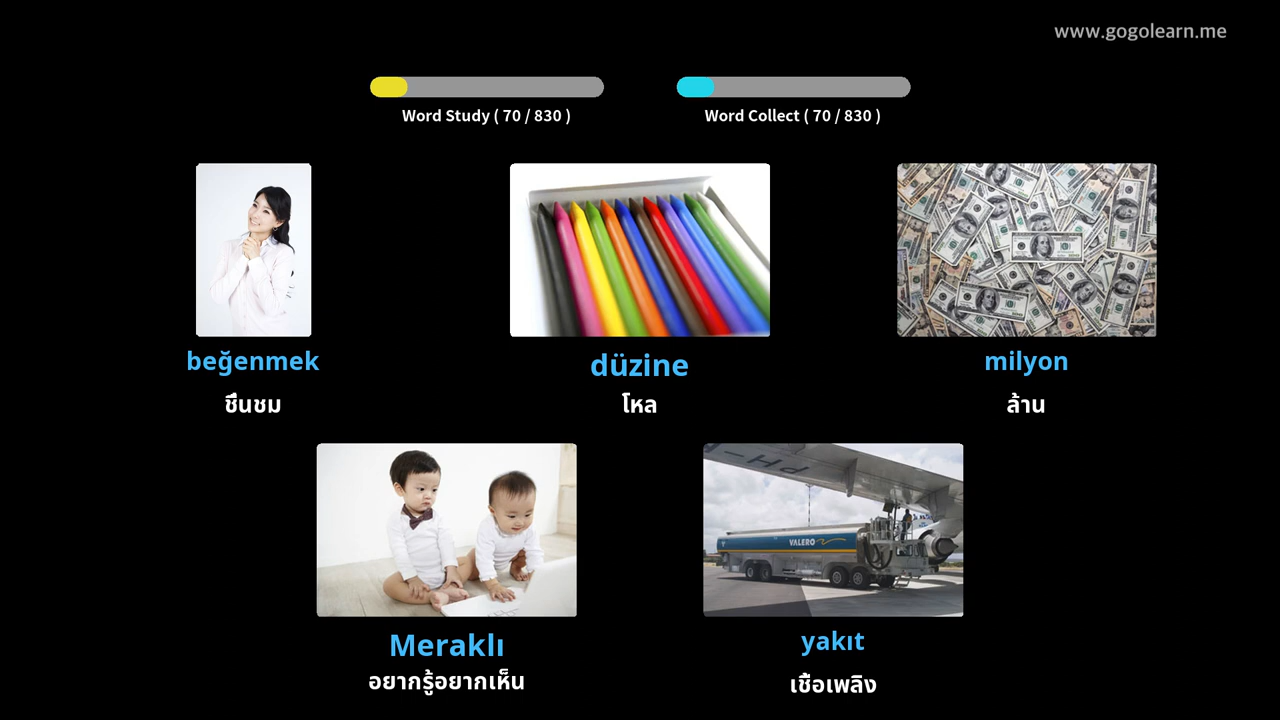 www.gogolearn.me
Word Study ( 70 / 830 )
Word Collect ( 70 / 830 )
beğenmek
ชื่นชม
düzine
โหล
milyon
ล้าน
PH-
VALERO
Meraklı
อยากรู้อยากเห็น
yakıt
เชื้อเพลิง